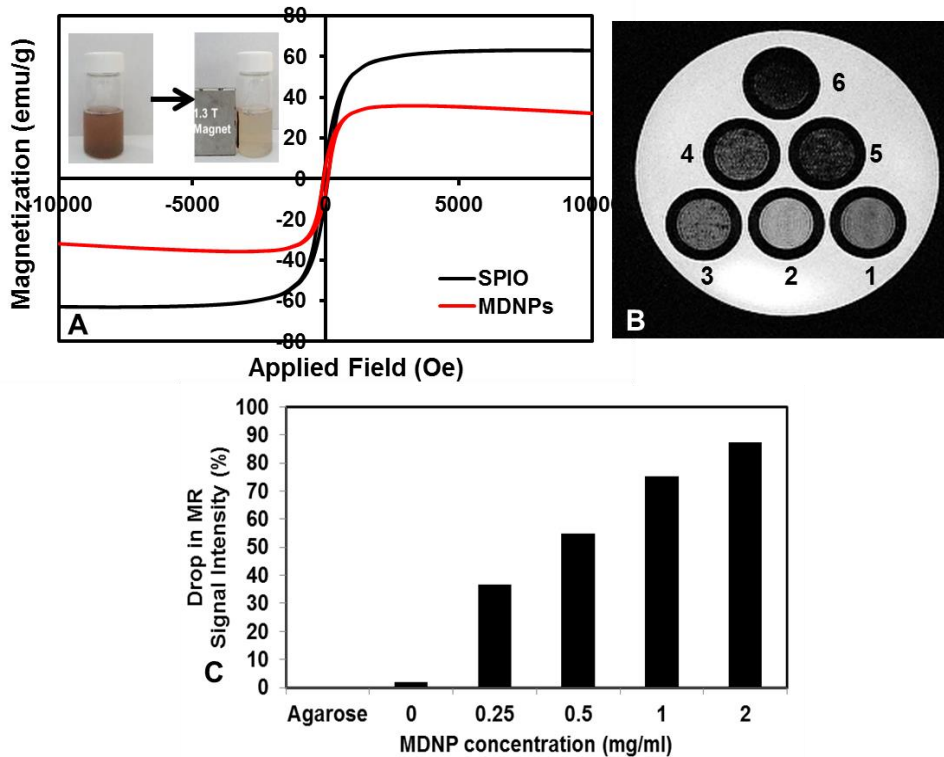 Magnetization (emu/g)
80
60
40
20
0
-20
-40
-60
-80
-10000
-5000
0
5000
10000
1.3 T
Magnet
SPIO
MDNPs
A
Applied Field (Oe)
6
4
5
3
2
1
B
Drop in MR
Signal Intensity (%)
100
90
80
70
60
50
40
30
20
10
0
C
Agarose 0 0.25 0.5 1 2
MDNP concentration (mg/ml)